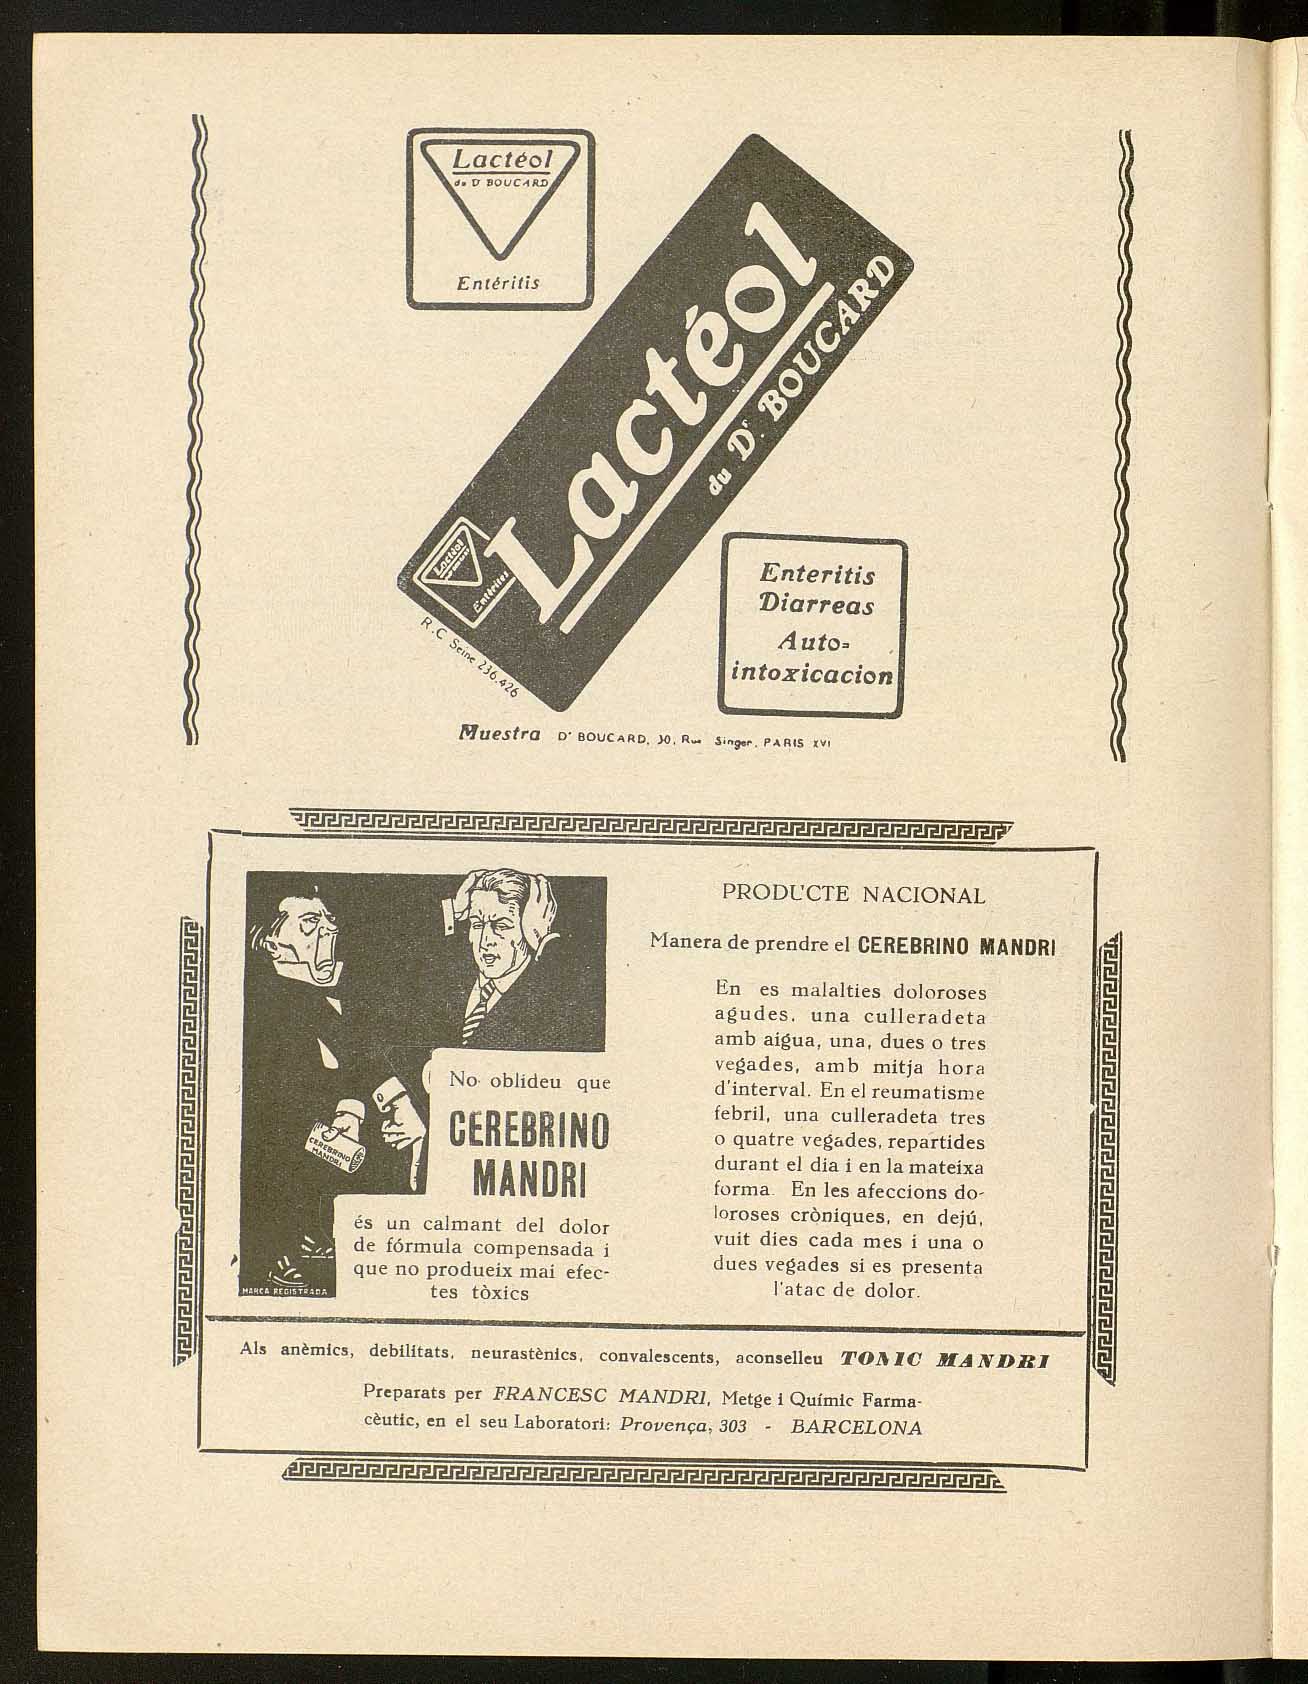 Lactéol
du Dr BOUCARD
Entéritis
Lactéol
du Dr. BOUCARD
Lactéol
Entérites
R.C Seine 236.426
Enteritis
Diarreas
Auto=
intoxicacion
Muestra Dr BOUCARD, 30, Rue Singer, PARIS XVI
CEREBRINO
MANDRI
MARCA REGISTRADA
No oblideu que
CEREBRINO
MANDRI
és un calmant del dolor
de fórmula compensada i
que no produeix mai efec-
tes tòxics
PRODUCTE NACIONAL
Manera de prendre el CEREBRINO MANDRI
En es malalties doloroses
agudes, una culleradeta
amb aigua, una, dues o tres
vegades, amb mitja hora
d'interval. En el reumatisme
febril, una culleradeta tres
o quatre vegades, repartides
durant el dia i en la mateixa
forma. En les afeccions do-
loroses cròniques, en dejú,
vuit dies cada mes i una o
dues vegades si es presenta
l'atac de dolor.
Als anèmics, debilitats, neurastènics, convalescents, aconselleu TONIC MANDRI
Preparats per FRANCESC MANDRI, Metge i Químic Farma-
cèutic, en el seu Laboratori: Provença, 303 - BARCELONA